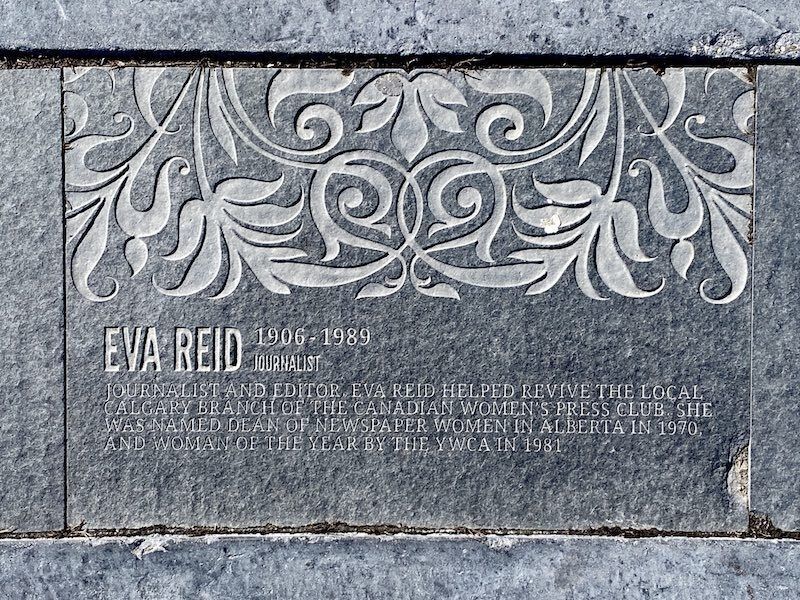 EVA REID 1906-1989
JOURNALIST
JOURNALIST AND EDITOR, EVA REID HELPED REVIVE THE LOCAL
CALGARY BRANCH OF THE CANADIAN WOMEN'S PRESS CLUB. SHE
WAS NAMED DEAN OF NEWSPAPER WOMEN IN ALBERTA IN 1970,
AND WOMAN OF THE YEAR BY THE YWCA IN 1981